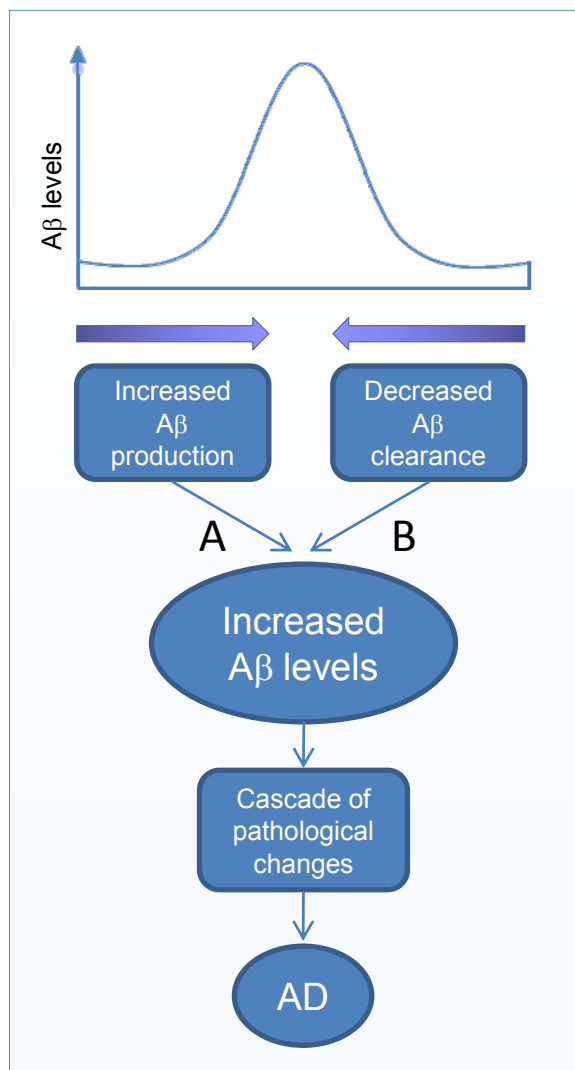 Aβ levels
Increased
Aβ
production
Decreased
Aβ
clearance
A
B
Increased
Aβ levels
Cascade of
pathological
changes
AD